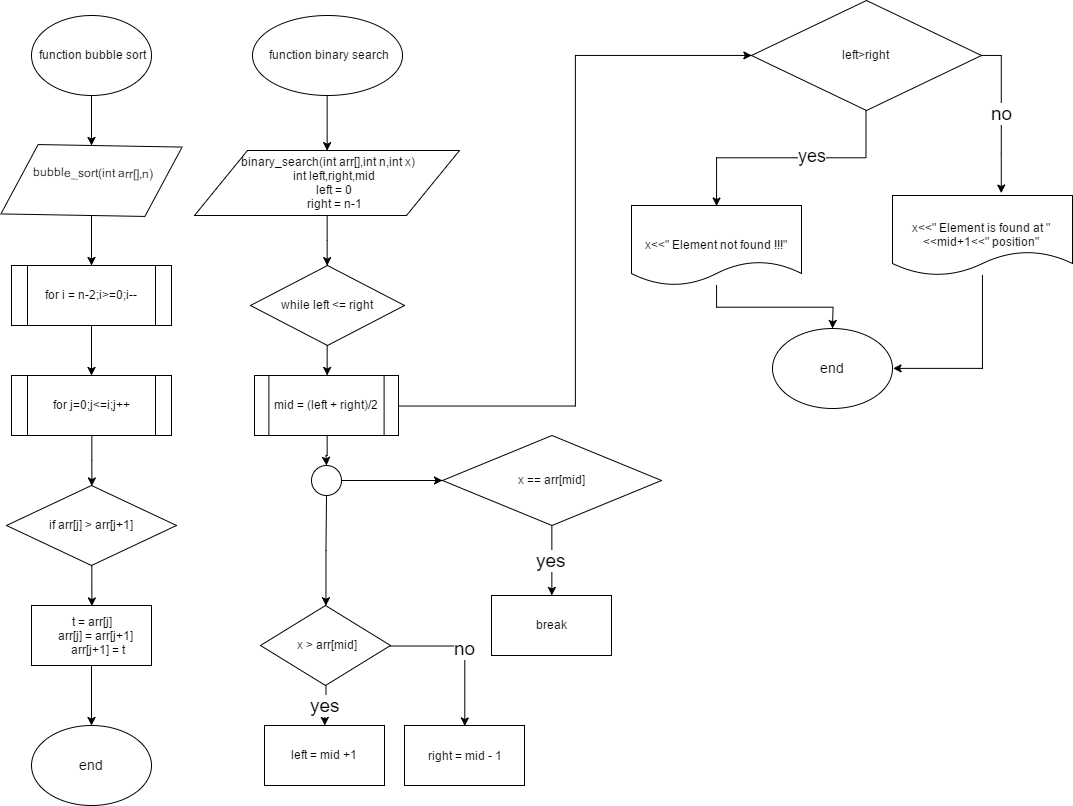 function bubble sort
bubble_sort(int arr[],n)
for i = n-2;i>=0;i--
for j=0;j<=i;j++
if arr[j] > arr[j+1]
t = arr[j]
arr[j] = arr[j+1]
arr[j+1] = t
end
function binary search
binary_search(int arr[],int n,int x)
int left,right,mid
left = 0
right = n-1
while left <= right
mid = (left + right)/2
x == arr[mid]
yes
break
x > arr[mid]
no
yes
left = mid +1
right = mid - 1
left>right
no
yes
x<<" Element not found !!!"
x<<" Element is found at "
<<mid+1<<" position"
end